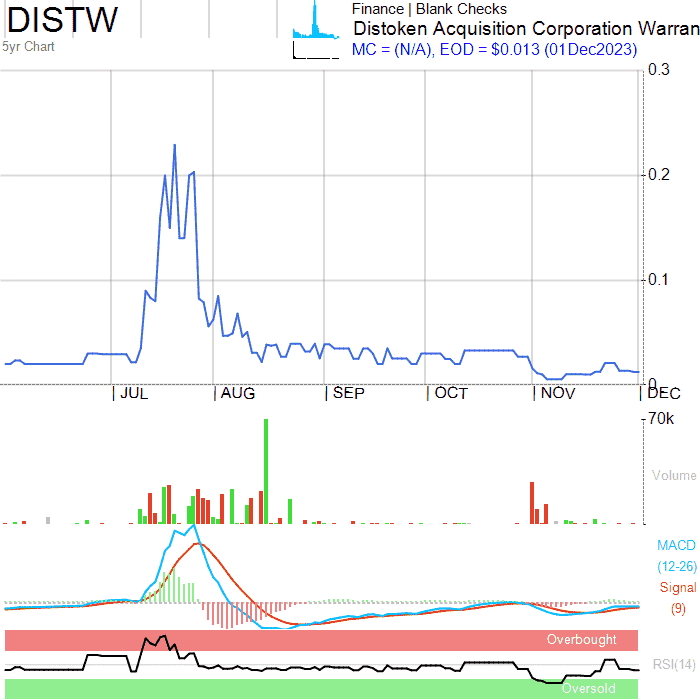 DISTW
5yr Chart
Finance | Blank Checks
Distoken Acquisition Corporation Warran
MC = (N/A), EOD = $0.013 (01Dec2023)
0.3
0.2
0.1
0
JUL AUG SEP OCT NOV DEC
70k
Volume
MACD
(12-26)
Signal
(9)
Overbought
RSI(14)
Oversold